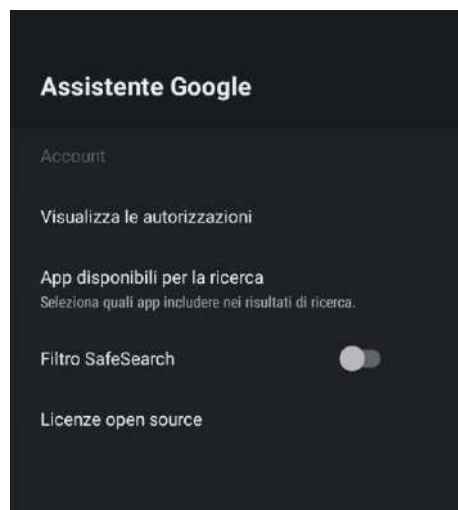 Assistente Google
Account
Visualizza le autorizzazioni
App disponibili per la ricerca
Seleziona quali app includere nei risultati di ricerca.
Filtro SafeSearch
Licenze open source